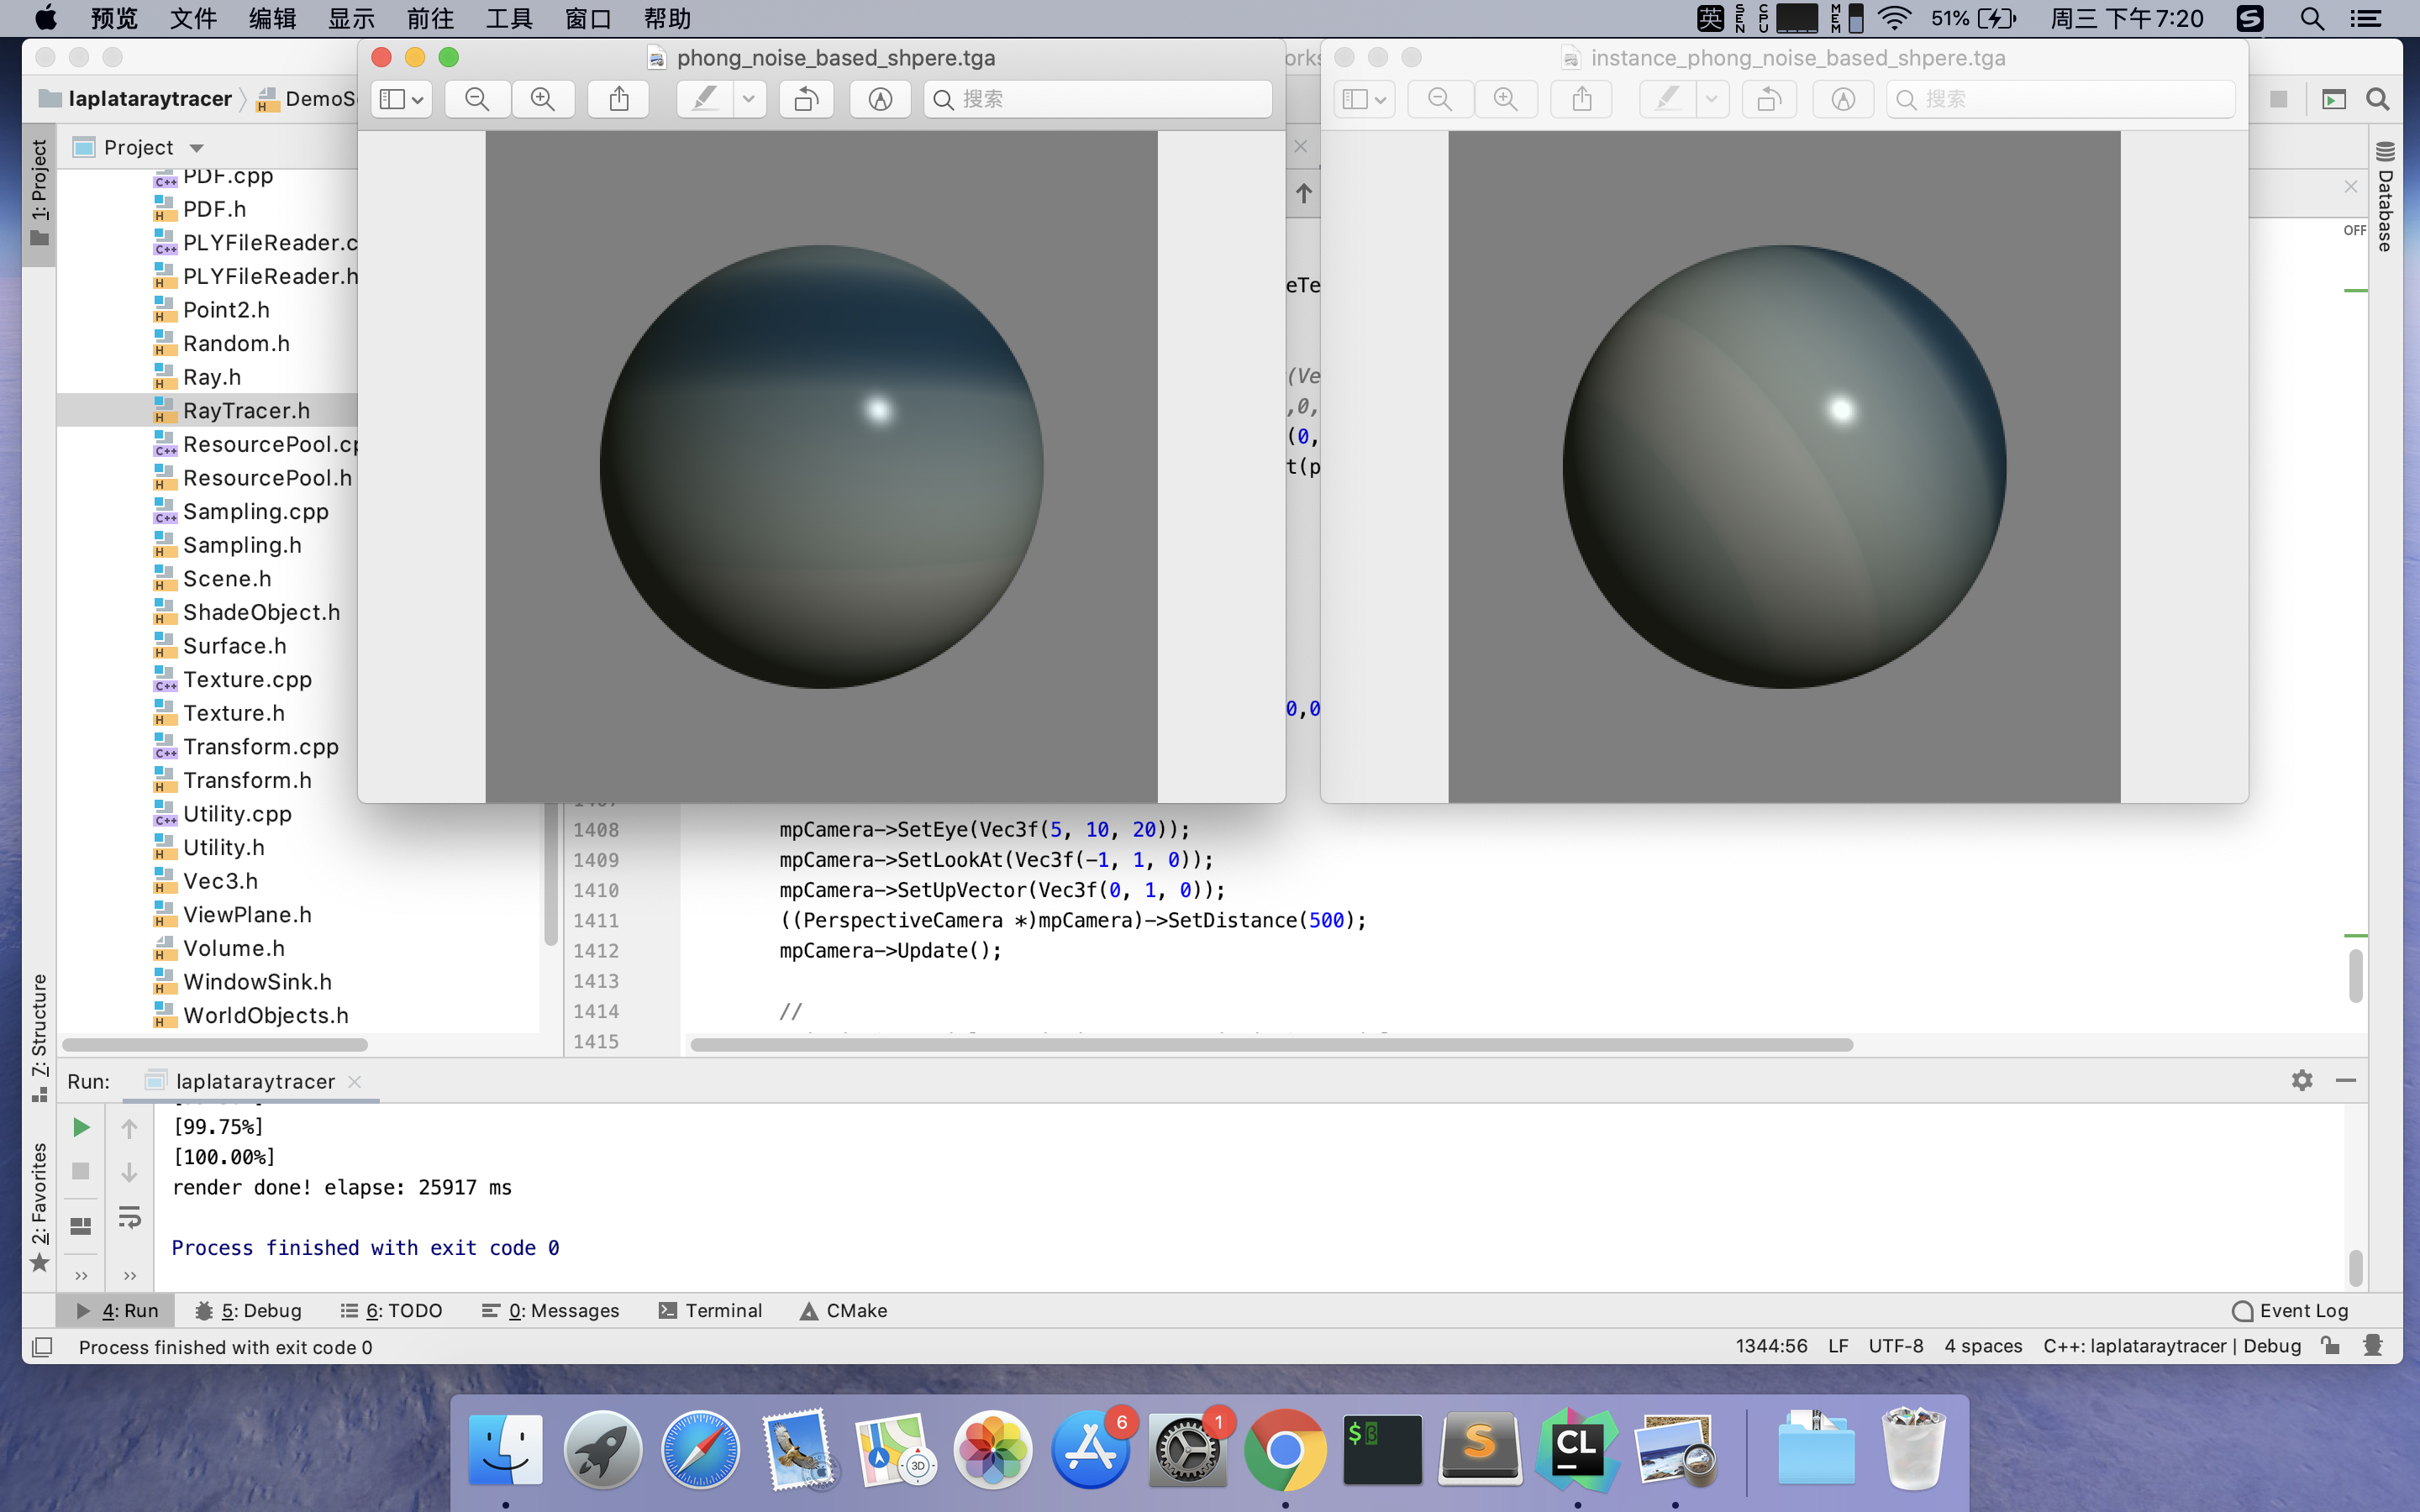 预览 文件 编辑 显示 前往 工具 窗口 帮助
英 SEN CPU MEM 51% 周三 下午7:20
phong_noise_based_shpere.tga
搜索
instance_phong_noise_based_shpere.tga
搜索
laplataraytracer
DemoS
Project
1: Project
PDF.cpp
PDF.h
PLYFileReader.c
PLYFileReader.h
Point2.h
Random.h
Ray.h
RayTracer.h
ResourcePool.cp
ResourcePool.h
Sampling.cpp
Sampling.h
Scene.h
ShadeObject.h
Surface.h
Texture.cpp
Texture.h
Transform.cpp
Transform.h
Utility.cpp
Utility.h
Vec3.h
ViewPlane.h
Volume.h
WindowSink.h
WorldObjects.h
Database
OFF
eTe
(Ve
,0,
(0,
t(p
0,0
1408 mpCamera->SetEye(Vec3f(5, 10, 20));
1409 mpCamera->SetLookAt(Vec3f(-1, 1, 0));
1410 mpCamera->SetUpVector(Vec3f(0, 1, 0));
1411 ((PerspectiveCamera *)mpCamera)->SetDistance(500);
1412 mpCamera->Update();
1413
1414 //
1415
7: Structure
2: Favorites
Run: laplataraytracer
[99.75%]
[100.00%]
render done! elapse: 25917 ms
Process finished with exit code 0
4: Run 5: Debug 6: TODO 0: Messages Terminal CMake Event Log
Process finished with exit code 0 1344:56 LF UTF-8 4 spaces C++: laplataraytracer | Debug
6
1
3D
$
S
CL